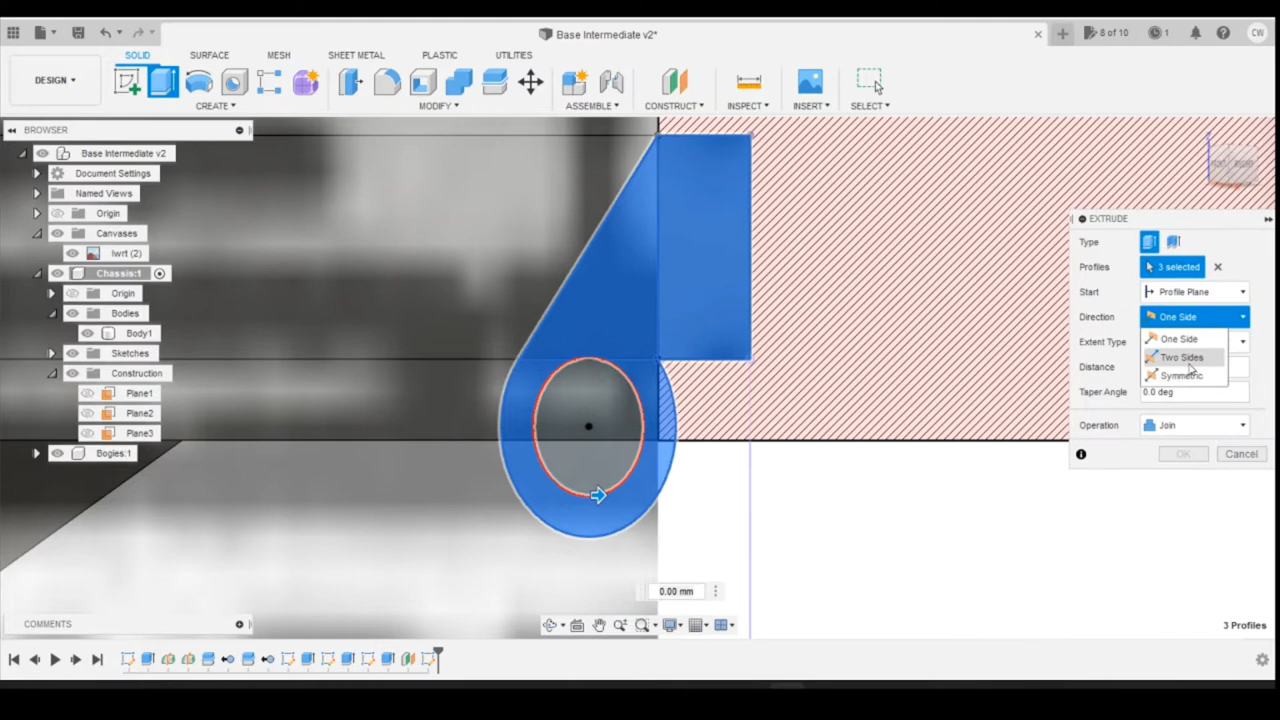 Base Intermediate v2*
8 of 10
1
CW
DESIGN
SOLID
SURFACE
MESH
SHEET METAL
PLASTIC
UTILITIES
CREATE
MODIFY
ASSEMBLE
CONSTRUCT
INSPECT
INSERT
SELECT
BROWSER
Base Intermediate v2
Document Settings
Named Views
Origin
Canvases
lwrt (2)
Chassis:1
Origin
Bodies
Body1
Sketches
Construction
Plane1
Plane2
Plane3
Bogies:1
EXTRUDE
Type
Profiles 3 selected
Start Profile Plane
Direction One Side
One Side
Extent Type
Two Sides
Distance
Symmetric
Taper Angle 0.0 deg
Operation Join
OK Cancel
0.00 mm
COMMENTS
3 Profiles